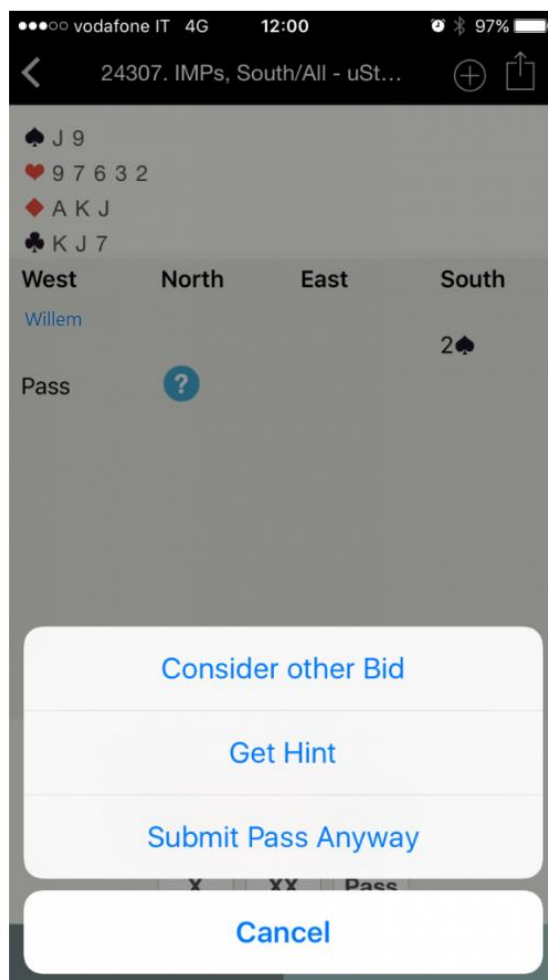 vodafone IT 4G 12:00 97%
24307. IMPs, South/All - uSt...
♠ J 9
♥ 9 7 6 3 2
♦ A K J
♣ K J 7
West North East South
Willem
2♠
Pass ?
Consider other Bid
Get Hint
Submit Pass Anyway
X XX Pass
Cancel